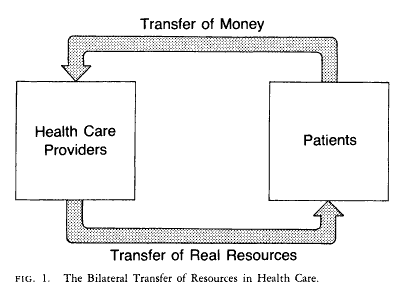 Transfer of Money
Health Care
Providers
Patients
Transfer of Real Resources
FIG. 1. The Bilateral Transfer of Resources in Health Care.